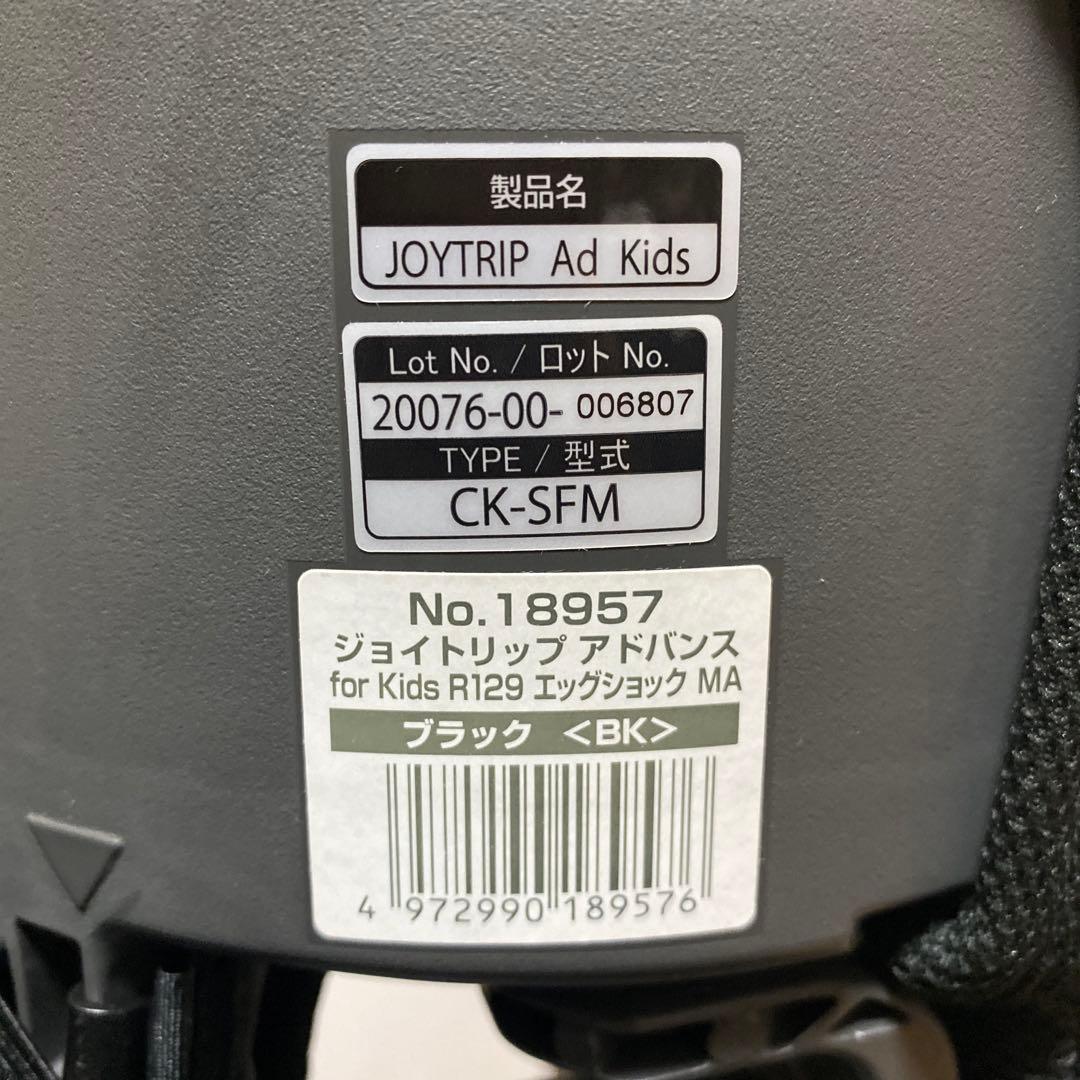 製品名
JOYTRIP Ad Kids
Lot No. / ロット No.
20076-00- 006807
TYPE / 型式
CK-SFM
No.18957
ジョイトリップ アドバンス
for Kids R129 エッグショック MA
ブラック <BK>
4 972990 189576